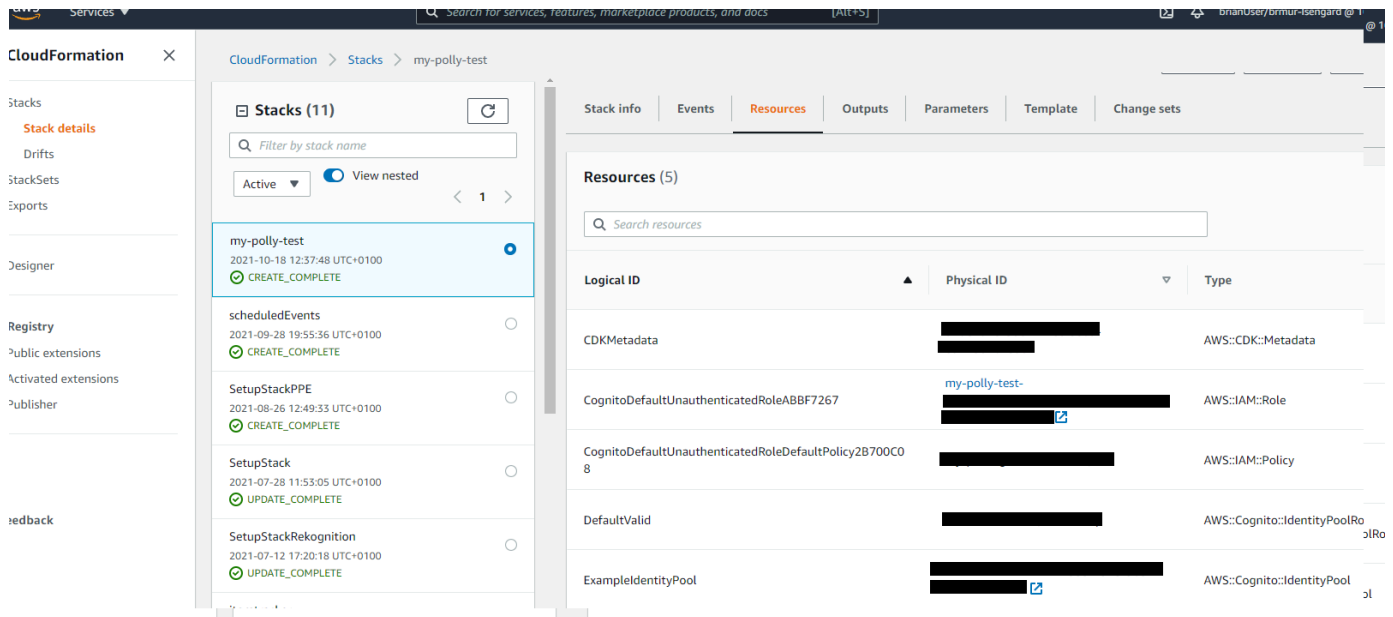 aws
Services ▼
Search for services, features, marketplace products, and docs
[Alt+S]
brianUser/brmur-Isengard @ 1
@ 1
CloudFormation
CloudFormation > Stacks > my-polly-test
Stacks
Stack details
Drifts
StackSets
Exports
Designer
Registry
Public extensions
Activated extensions
Publisher
eedback
Stacks (11)
Filter by stack name
Active ▼
View nested
< 1 >
my-polly-test
2021-10-18 12:37:48 UTC+0100
CREATE_COMPLETE
scheduledEvents
2021-09-28 19:55:36 UTC+0100
CREATE_COMPLETE
SetupStackPPE
2021-08-26 12:49:33 UTC+0100
CREATE_COMPLETE
SetupStack
2021-07-28 11:53:05 UTC+0100
UPDATE_COMPLETE
SetupStackRekognition
2021-07-12 17:20:18 UTC+0100
UPDATE_COMPLETE
Stack info
Events
Resources
Outputs
Parameters
Template
Change sets
Resources (5)
Search resources
Logical ID
Physical ID
Type
CDKMetadata
AWS::CDK::Metadata
CognitoDefaultUnauthenticatedRoleABBF7267
my-polly-test-
AWS::IAM::Role
CognitoDefaultUnauthenticatedRoleDefaultPolicy2B700C0
8
AWS::IAM::Policy
DefaultValid
AWS::Cognito::IdentityPoolRo
olRo
ExampleIdentityPool
AWS::Cognito::IdentityPool
ol